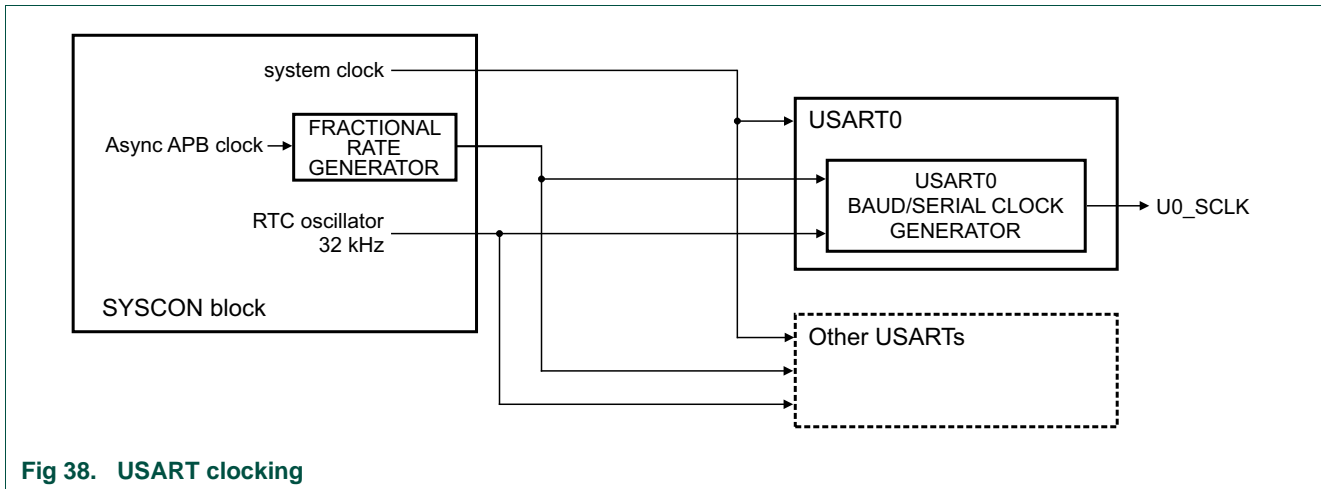 system clock
Async APB clock
FRACTIONAL
RATE
GENERATOR
RTC oscillator
32 kHz
SYSCON block
USART0
USART0
BAUD/SERIAL CLOCK
GENERATOR
U0_SCLK
Other USARTs
Fig 38. USART clocking